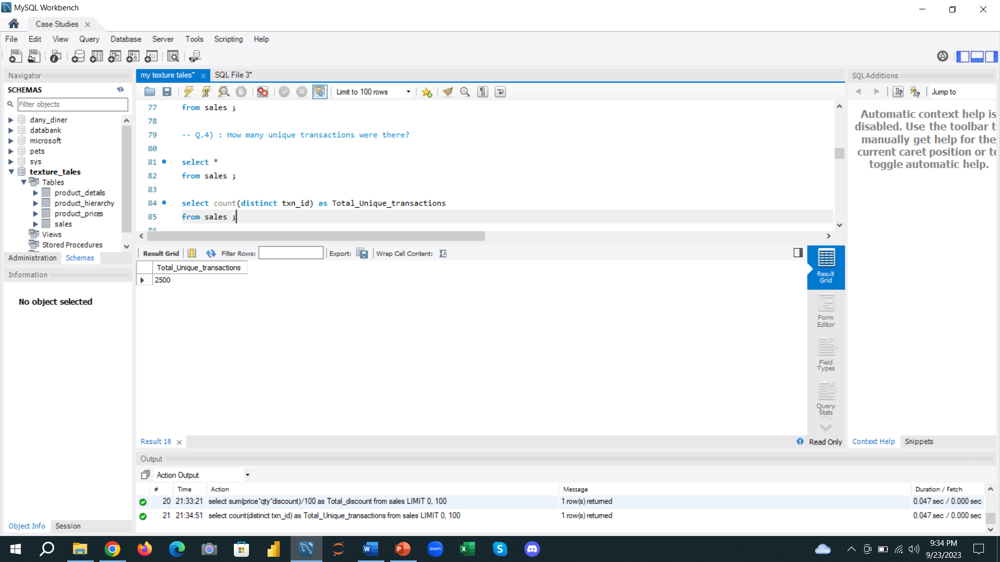 MySQL Workbench
Case Studies
File Edit View Query Database Server Tools Scripting Help
Navigator
SCHEMAS
Filter objects
dany_diner
databank
microsoft
pets
sys
texture_tales
Tables
product_details
product_hierarchy
product_prices
sales
Views
Stored Procedures
Administration Schemas
Information
No object selected
Object Info Session
my texture tales* SQL File 3*
Limit to 100 rows
77 from sales ;
78
79 -- Q.4) : How many unique transactions were there?
80
81 select *
82 from sales ;
83
84 select count(distinct txn_id) as Total_Unique_transactions
85 from sales ;
86
Result Grid Filter Rows: Export: Wrap Cell Content:
Total_Unique_transactions
2500
Result Grid
Form Editor
Field Types
Query Stats
Result 18 Read Only
SQLAdditions
Jump to
Automatic context help is
disabled. Use the toolbar t
manually get help for the
current caret position or to
toggle automatic help.
Context Help Snippets
Output
Action Output
# Time Action Message Duration / Fetch
20 21:33:21 select sum(price*qty*discount)/100 as Total_discount from sales LIMIT 0, 100 1 row(s) returned 0.047 sec / 0.000 sec
21 21:34:51 select count(distinct txn_id) as Total_Unique_transactions from sales LIMIT 0, 100 1 row(s) returned 0.047 sec / 0.000 sec
zoom
9:34 PM
9/23/2023